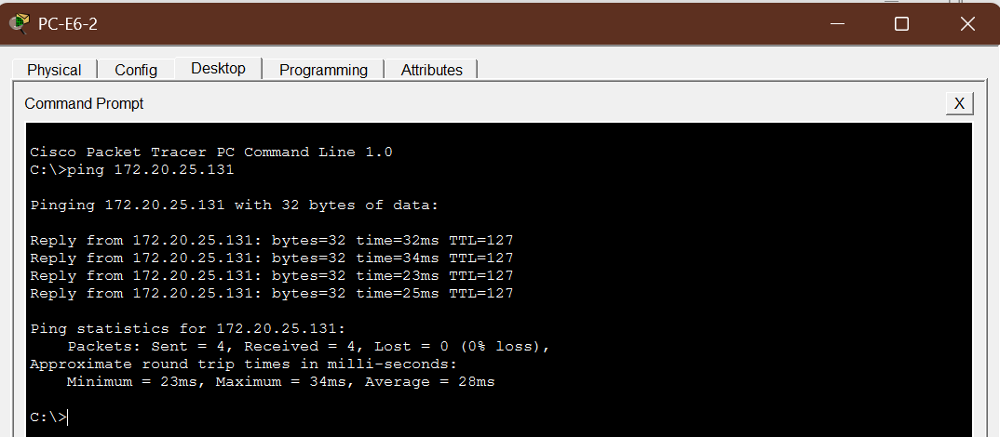 PC-E6-2
Physical Config Desktop Programming Attributes
Command Prompt X
Cisco Packet Tracer PC Command Line 1.0
C:\>ping 172.20.25.131
Pinging 172.20.25.131 with 32 bytes of data:
Reply from 172.20.25.131: bytes=32 time=32ms TTL=127
Reply from 172.20.25.131: bytes=32 time=34ms TTL=127
Reply from 172.20.25.131: bytes=32 time=23ms TTL=127
Reply from 172.20.25.131: bytes=32 time=25ms TTL=127
Ping statistics for 172.20.25.131:
Packets: Sent = 4, Received = 4, Lost = 0 (0% loss),
Approximate round trip times in milli-seconds:
Minimum = 23ms, Maximum = 34ms, Average = 28ms
C:\>